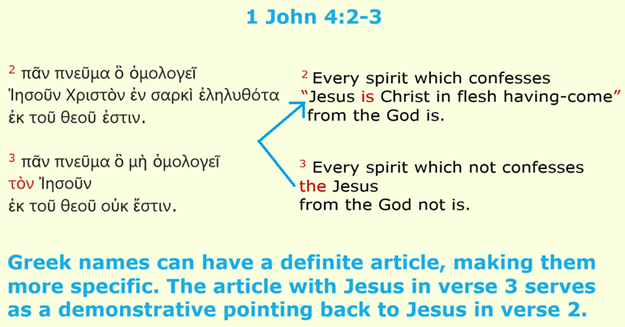 1 John 4:2-3
2 πᾶν πνεῦμα ὃ ὁμολογεῖ
Ἰησοῦν Χριστὸν ἐν σαρκὶ ἐληλυθότα
ἐκ τοῦ θεοῦ ἐστιν.
3 πᾶν πνεῦμα ὃ μὴ ὁμολογεῖ
τὸν Ἰησοῦν
ἐκ τοῦ θεοῦ οὐκ ἔστιν.
2 Every spirit which confesses
“Jesus is Christ in flesh having-come”
from the God is.
3 Every spirit which not confesses
the Jesus
from the God not is.
Greek names can have a definite article, making them
more specific. The article with Jesus in verse 3 serves
as a demonstrative pointing back to Jesus in verse 2.